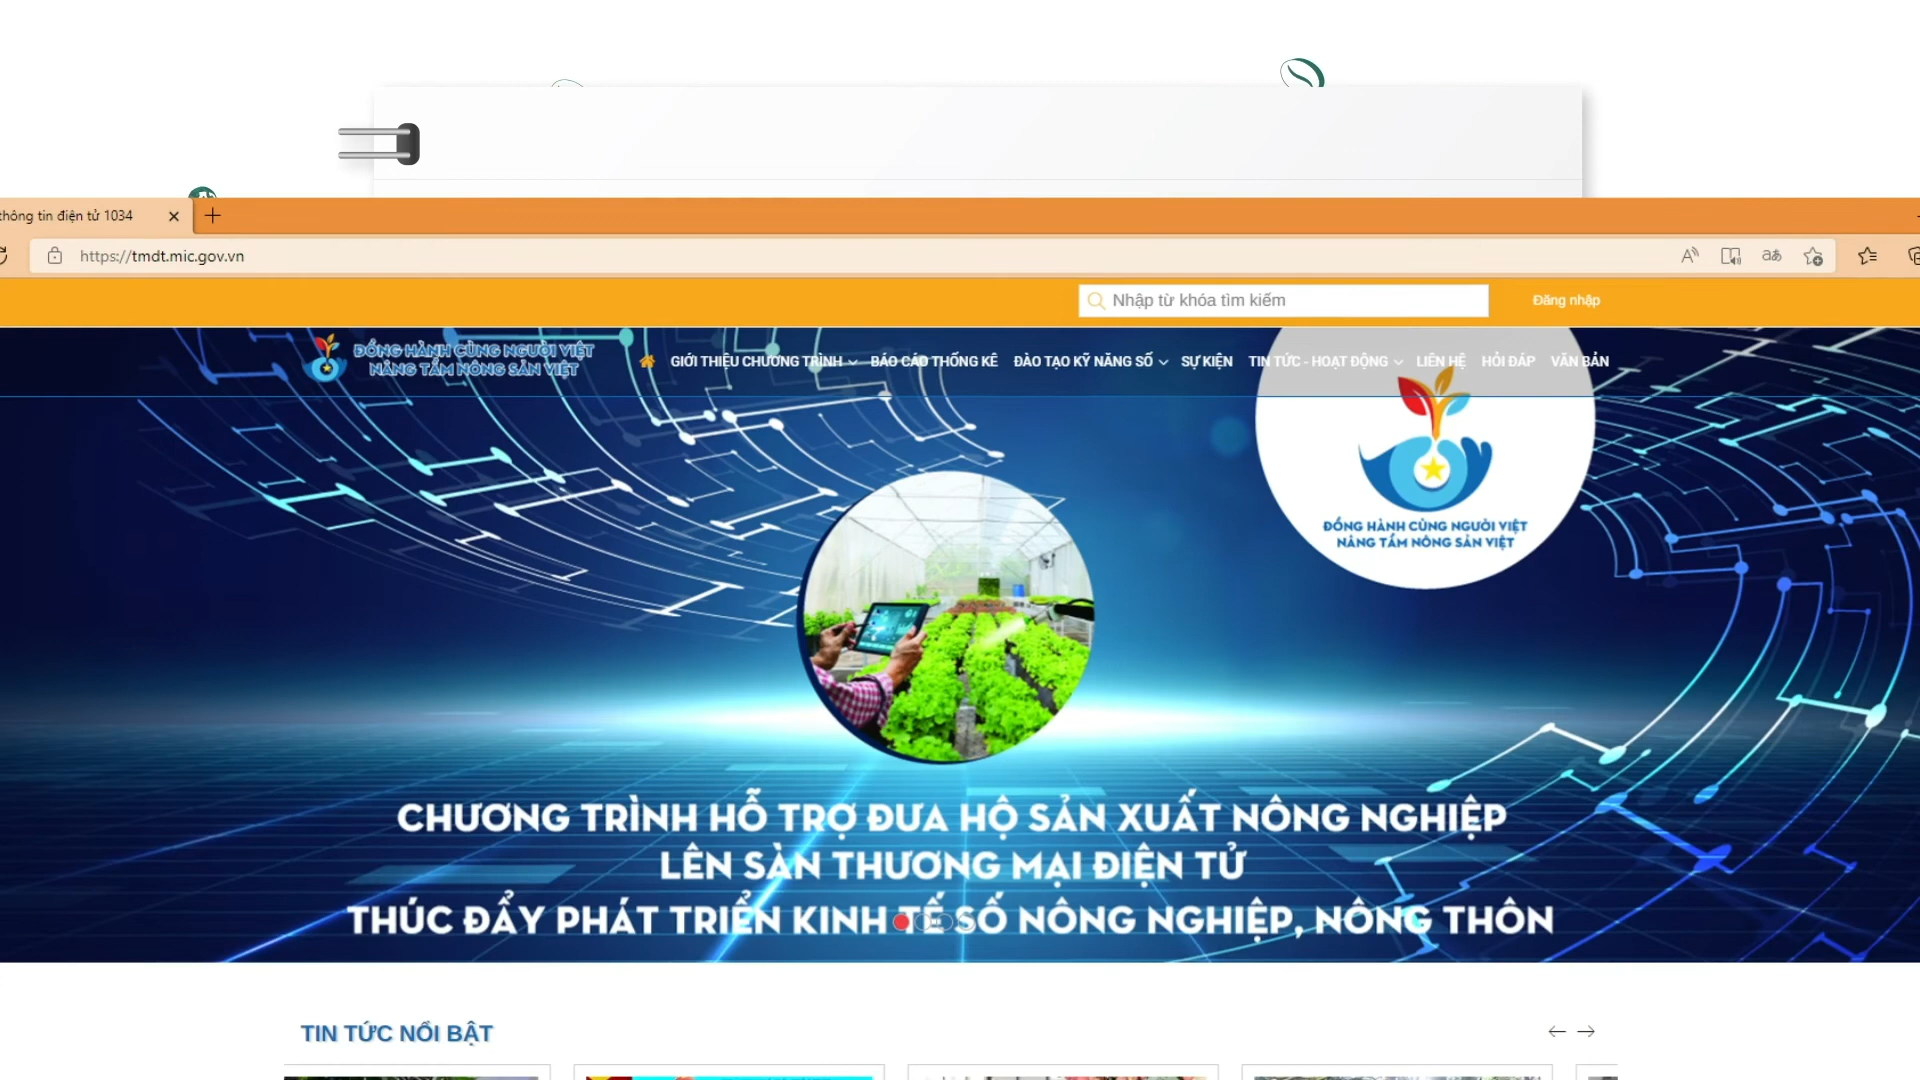 thông tin điện tử 1034
https://tmdt.mic.gov.vn
Nhập từ khóa tìm kiếm
Đăng nhập
ĐỒNG HÀNH CÙNG NGƯỜI VIỆT
NÂNG TẦM NÔNG SẢN VIỆT
GIỚI THIỆU CHƯƠNG TRÌNH BÁO CÁO THỐNG KÊ ĐÀO TẠO KỸ NĂNG SỐ SỰ KIỆN TIN TỨC - HOẠT ĐỘNG LIÊN HỆ HỎI ĐÁP VĂN BẢN
ĐỒNG HÀNH CÙNG NGƯỜI VIỆT
NÂNG TẦM NÔNG SẢN VIỆT
CHƯƠNG TRÌNH HỖ TRỢ ĐƯA HỘ SẢN XUẤT NÔNG NGHIỆP
LÊN SÀN THƯƠNG MẠI ĐIỆN TỬ
THÚC ĐẨY PHÁT TRIỂN KINH TẾ SỐ NÔNG NGHIỆP, NÔNG THÔN
TIN TỨC NỔI BẬT